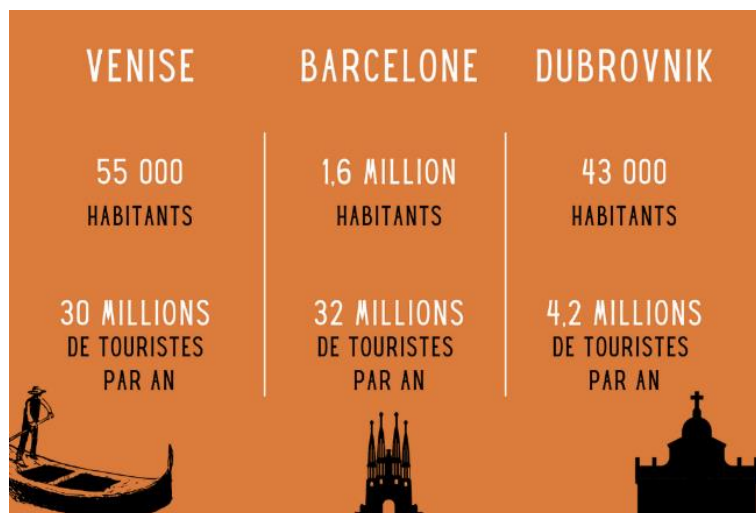 VENISE
55 000
HABITANTS
30 MILLIONS
DE TOURISTES
PAR AN
BARCELONE
1,6 MILLION
HABITANTS
32 MILLIONS
DE TOURISTES
PAR AN
DUBROVNIK
43 000
HABITANTS
4,2 MILLIONS
DE TOURISTES
PAR AN